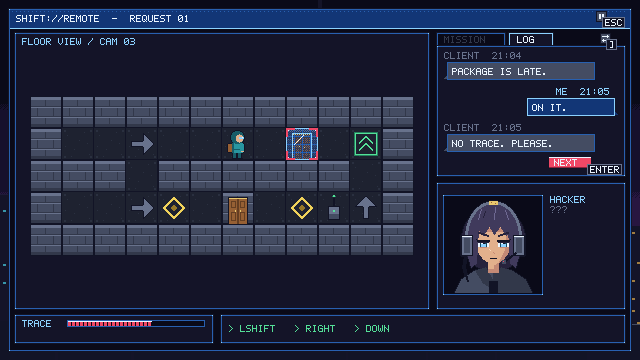 SHIFT://REMOTE - REQUEST 01
ESC
FLOOR VIEW / CAM 03
MISSION
LOG
CLIENT 21:04
PACKAGE IS LATE.
ME 21:05
ON IT.
CLIENT 21:05
NO TRACE. PLEASE.
NEXT
ENTER
HACKER
???
TRACE
> LSHIFT > RIGHT > DOWN